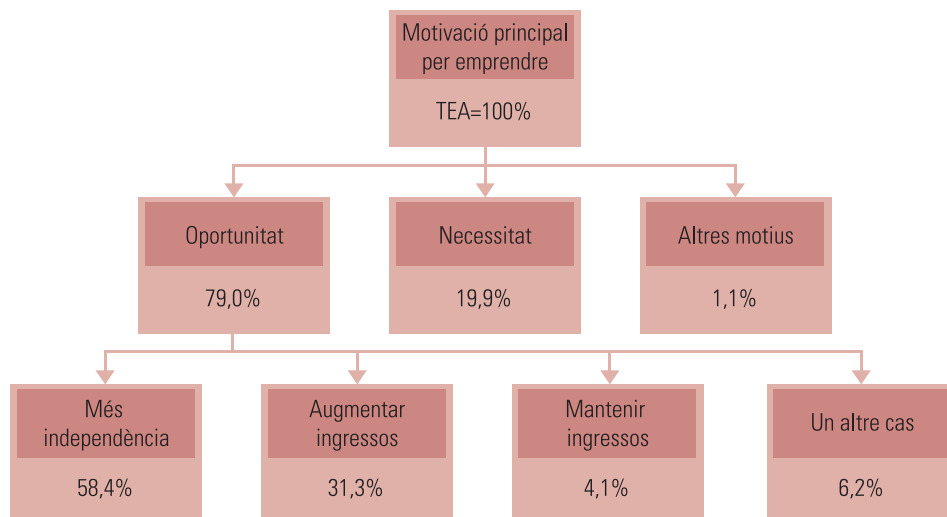 Motivació principal
per emprendre
TEA=100%
Oportunitat
79,0%
Necessitat
19,9%
Altres motius
1,1%
Més
independència
58,4%
Augmentar
ingressos
31,3%
Mantenir
ingressos
4,1%
Un altre cas
6,2%